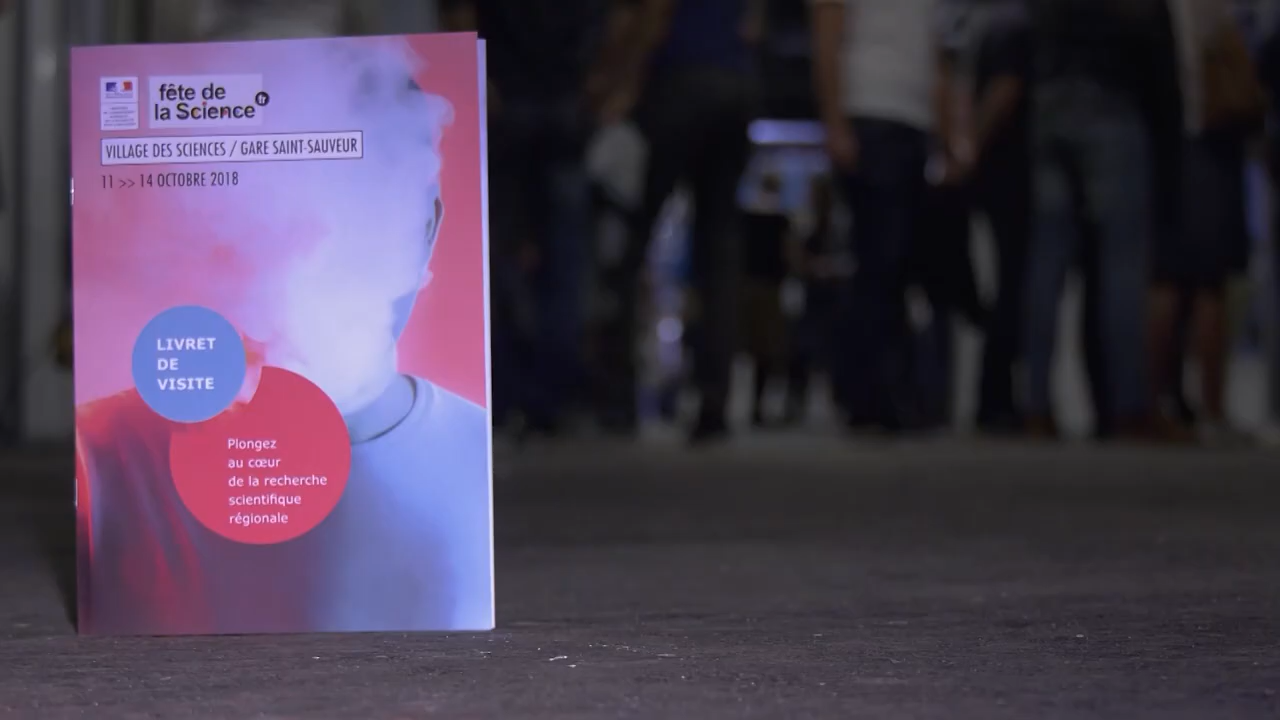 fête de
la Science
fr
VILLAGE DES SCIENCES / GARE SAINT-SAUVEUR
11 >> 14 OCTOBRE 2018
LIVRET
DE
VISITE
Plongez
au cœur
de la recherche
scientifique
régionale